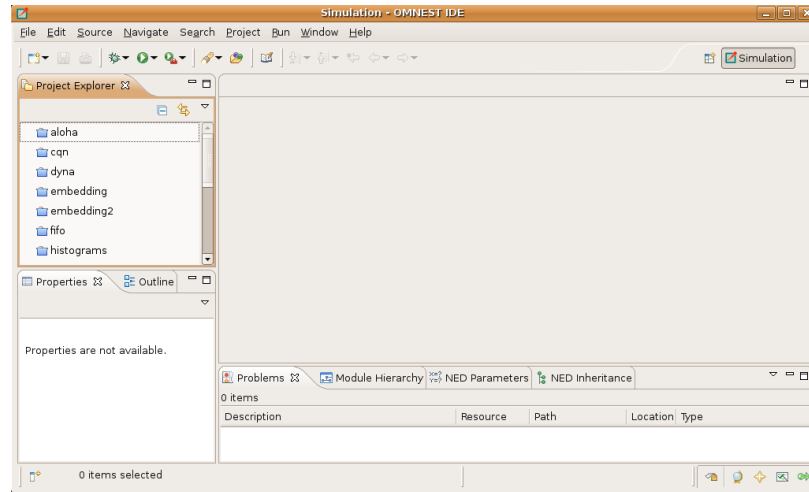 Simulation - OMNEST IDE
File Edit Source Navigate Search Project Run Window Help
Simulation
Project Explorer
aloha
cqn
dyna
embedding
embedding2
fifo
histograms
Properties Outline
Properties are not available.
Problems Module Hierarchy NED Parameters NED Inheritance
0 items
Description Resource Path Location Type
0 items selected